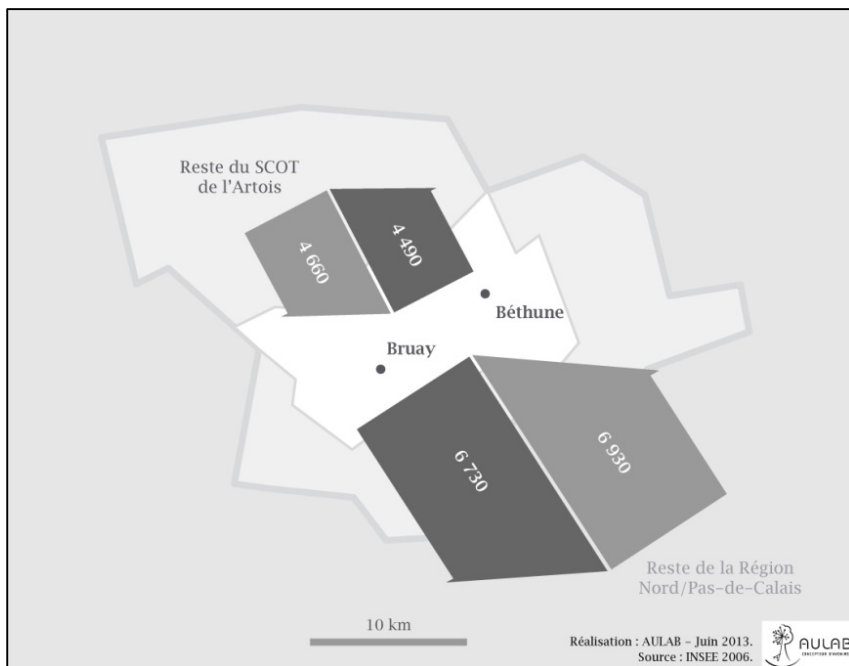 Reste du SCOT
de l'Artois
4 660
4 490
Béthune
Bruay
6 730
6 930
Reste de la Région
Nord/Pas-de-Calais
10 km
Réalisation : AULAB - Juin 2013.
Source : INSEE 2006.
AULAB